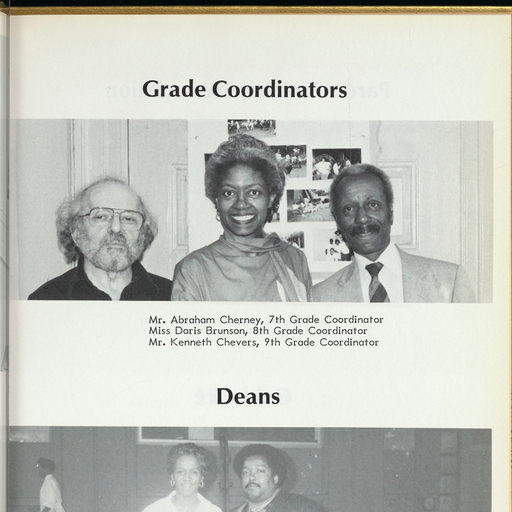 Grade Coordinators
Mr. Abraham Cherney, 7th Grade Coordinator
Miss Doris Brunson, 8th Grade Coordinator
Mr. Kenneth Chevers, 9th Grade Coordinator
Deans